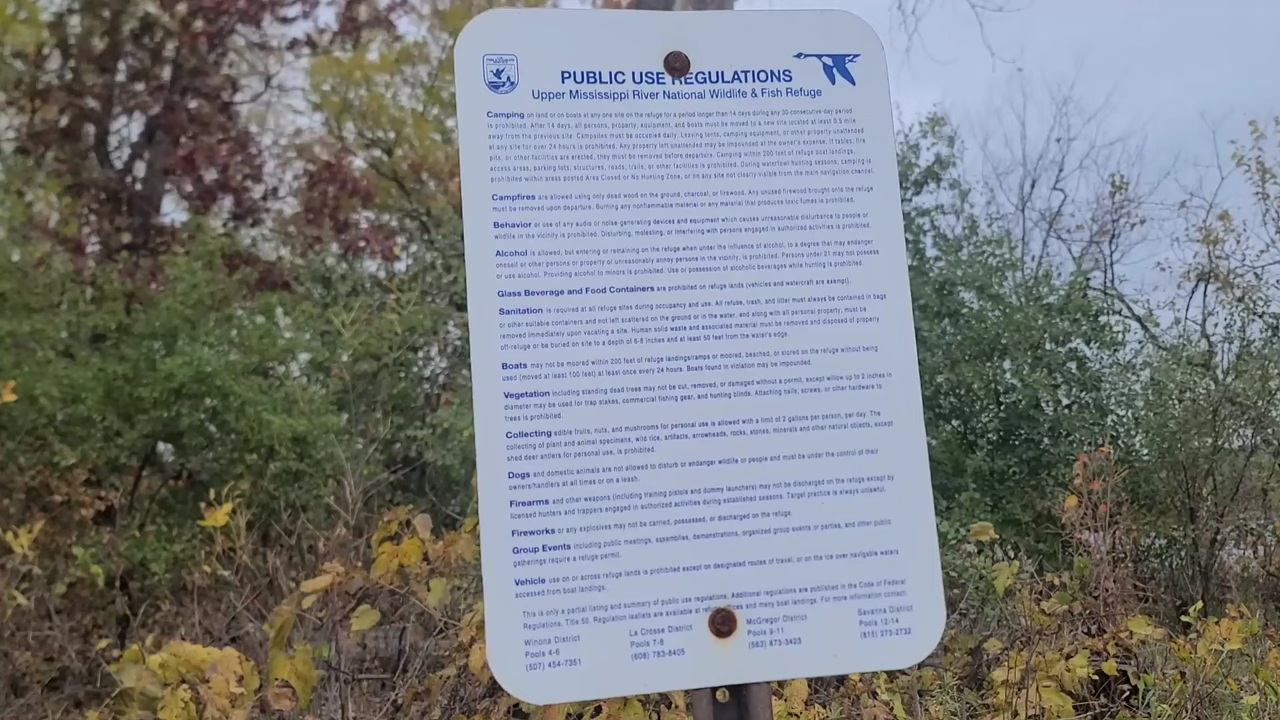 PUBLIC USE REGULATIONS
Upper Mississippi River National Wildlife & Fish Refuge
Camping on land or on boats at any one site on the refuge for a period longer than 14 days during any 30-consecutive-day period
is prohibited. After 14 days, all persons, property, equipment, and boats must be moved to a new site located at least 0.5 mile
away from the previous site. Campsites must be occupied daily. Leaving tents, camping equipment, or other property unattended
at any site for over 24 hours is prohibited. Any property left unattended may be impounded at the owner's expense. If tables, fire
pits, or other facilities are erected, they must be removed before departure. Camping within 200 feet of refuge boat landings,
access areas, parking lots, structures, roads, trails, or other facilities is prohibited. During waterfowl hunting seasons, camping is
prohibited within areas posted Area Closed or No Hunting Zone, or on any site not clearly visible from the main navigation channel.
Campfires are allowed using only dead wood on the ground, charcoal, or firewood. Any unused firewood brought onto the refuge
must be removed upon departure. Burning any nonflammable material or any material that produces toxic fumes is prohibited.
Behavior or use of any audio or noise-generating devices and equipment which causes unreasonable disturbance to people or
wildlife in the vicinity is prohibited. Disturbing, molesting, or interfering with persons engaged in authorized activities is prohibited.
Alcohol is allowed, but entering or remaining on the refuge when under the influence of alcohol, to a degree that may endanger
oneself or other persons or property or unreasonably annoy persons in the vicinity, is prohibited. Persons under 21 may not possess
or use alcohol. Providing alcohol to minors is prohibited. Use or possession of alcoholic beverages while hunting is prohibited.
Glass Beverage and Food Containers are prohibited on refuge lands (vehicles and watercraft are exempt).
Sanitation is required at all refuge sites during occupancy and use. All refuse, trash, and litter must always be contained in bags
or other suitable containers and not left scattered on the ground or in the water, and along with all personal property, must be
removed immediately upon vacating a site. Human solid waste and associated material must be removed and disposed of properly
off-refuge or be buried on site to a depth of 6-8 inches and at least 50 feet from the water's edge.
Boats may not be moored within 200 feet of refuge landings/ramps or moored, beached, or stored on the refuge without being
used (moved at least 100 feet) at least once every 24 hours. Boats found in violation may be impounded.
Vegetation including standing dead trees may not be cut, removed, or damaged without a permit, except willow up to 2 inches in
diameter may be used for trap stakes, commercial fishing gear, and hunting blinds. Attaching nails, screws, or other hardware to
trees is prohibited.
Collecting edible fruits, nuts, and mushrooms for personal use is allowed with a limit of 2 gallons per person, per day. The
collecting of plant and animal specimens, wild rice, artifacts, arrowheads, rocks, stones, minerals and other natural objects, except
shed deer antlers for personal use, is prohibited.
Dogs and domestic animals are not allowed to disturb or endanger wildlife or people and must be under the control of their
owners/handlers at all times or on a leash.
Firearms and other weapons (including training pistols and dummy launchers) may not be discharged on the refuge except by
licensed hunters and trappers engaged in authorized activities during established seasons. Target practice is always unlawful.
Fireworks or any explosives may not be carried, possessed, or discharged on the refuge.
Group Events including public meetings, assemblies, demonstrations, organized group events or parties, and other public
gatherings require a refuge permit.
Vehicle use on or across refuge lands is prohibited except on designated routes of travel, or on the ice over navigable waters
accessed from boat landings.
This is only a partial listing and summary of public use regulations. Additional regulations are published in the Code of Federal
Regulations, Title 50. Regulation leaflets are available at refuge offices and many boat landings. For more information contact:
Winona District
Pools 4-6
(507) 454-7351
La Crosse District
Pools 7-8
(608) 783-8405
McGregor District
Pools 9-11
(563) 873-3423
Savanna District
Pools 12-14
(815) 273-2732